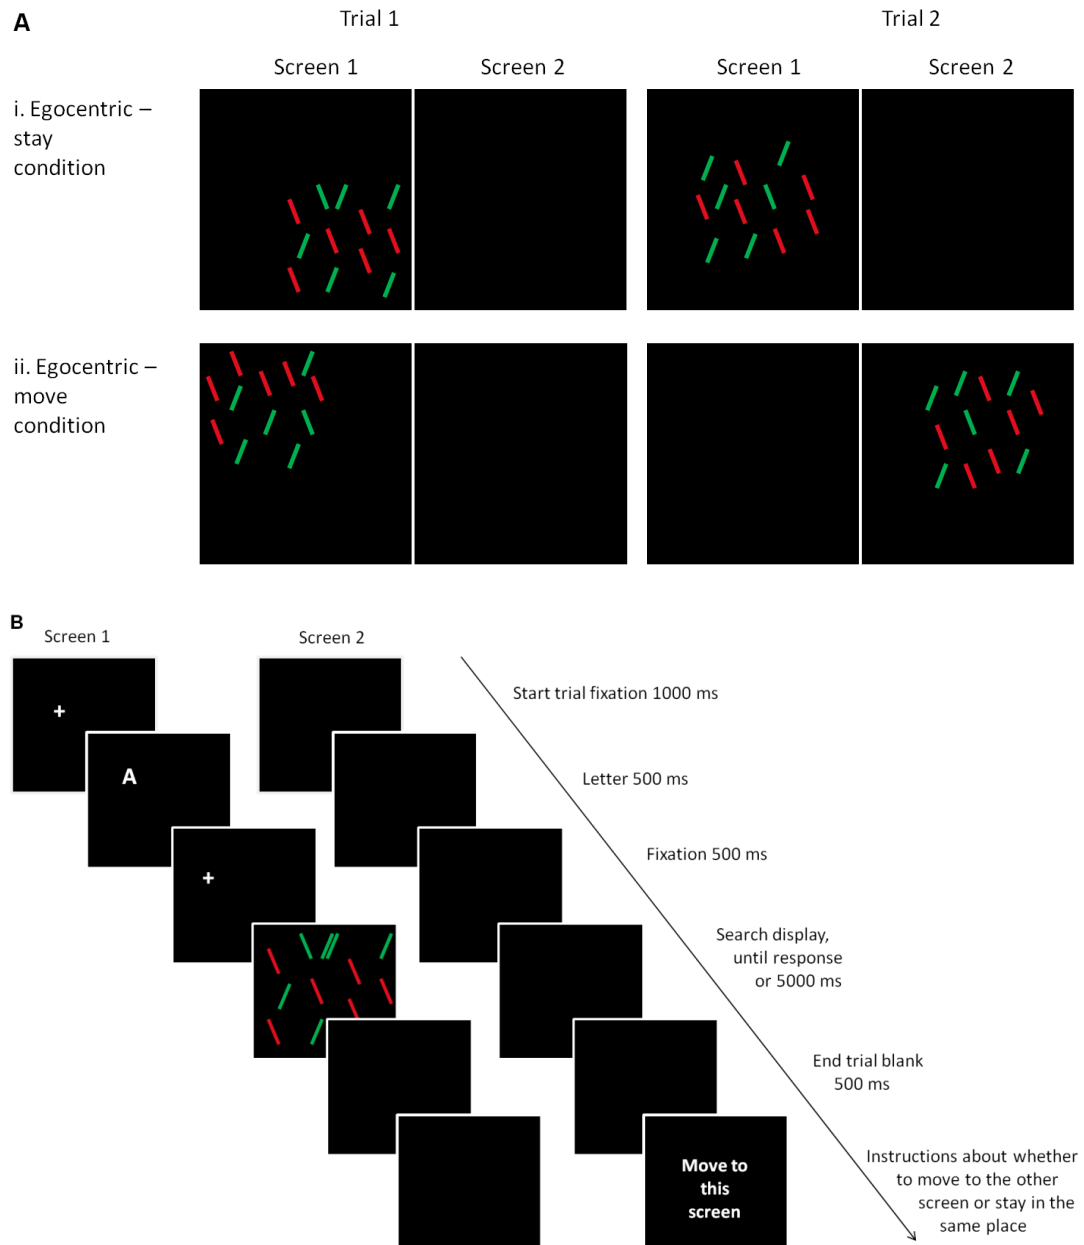 A
Trial 1
Trial 2
Screen 1
Screen 2
Screen 1
Screen 2
i. Egocentric –
stay
condition
ii. Egocentric –
move
condition
B
Screen 1
Screen 2
+
Start trial fixation 1000 ms
A
Letter 500 ms
+
Fixation 500 ms
Search display,
until response
or 5000 ms
End trial blank
500 ms
Move to
this
screen
Instructions about whether
to move to the other
screen or stay in the
same place